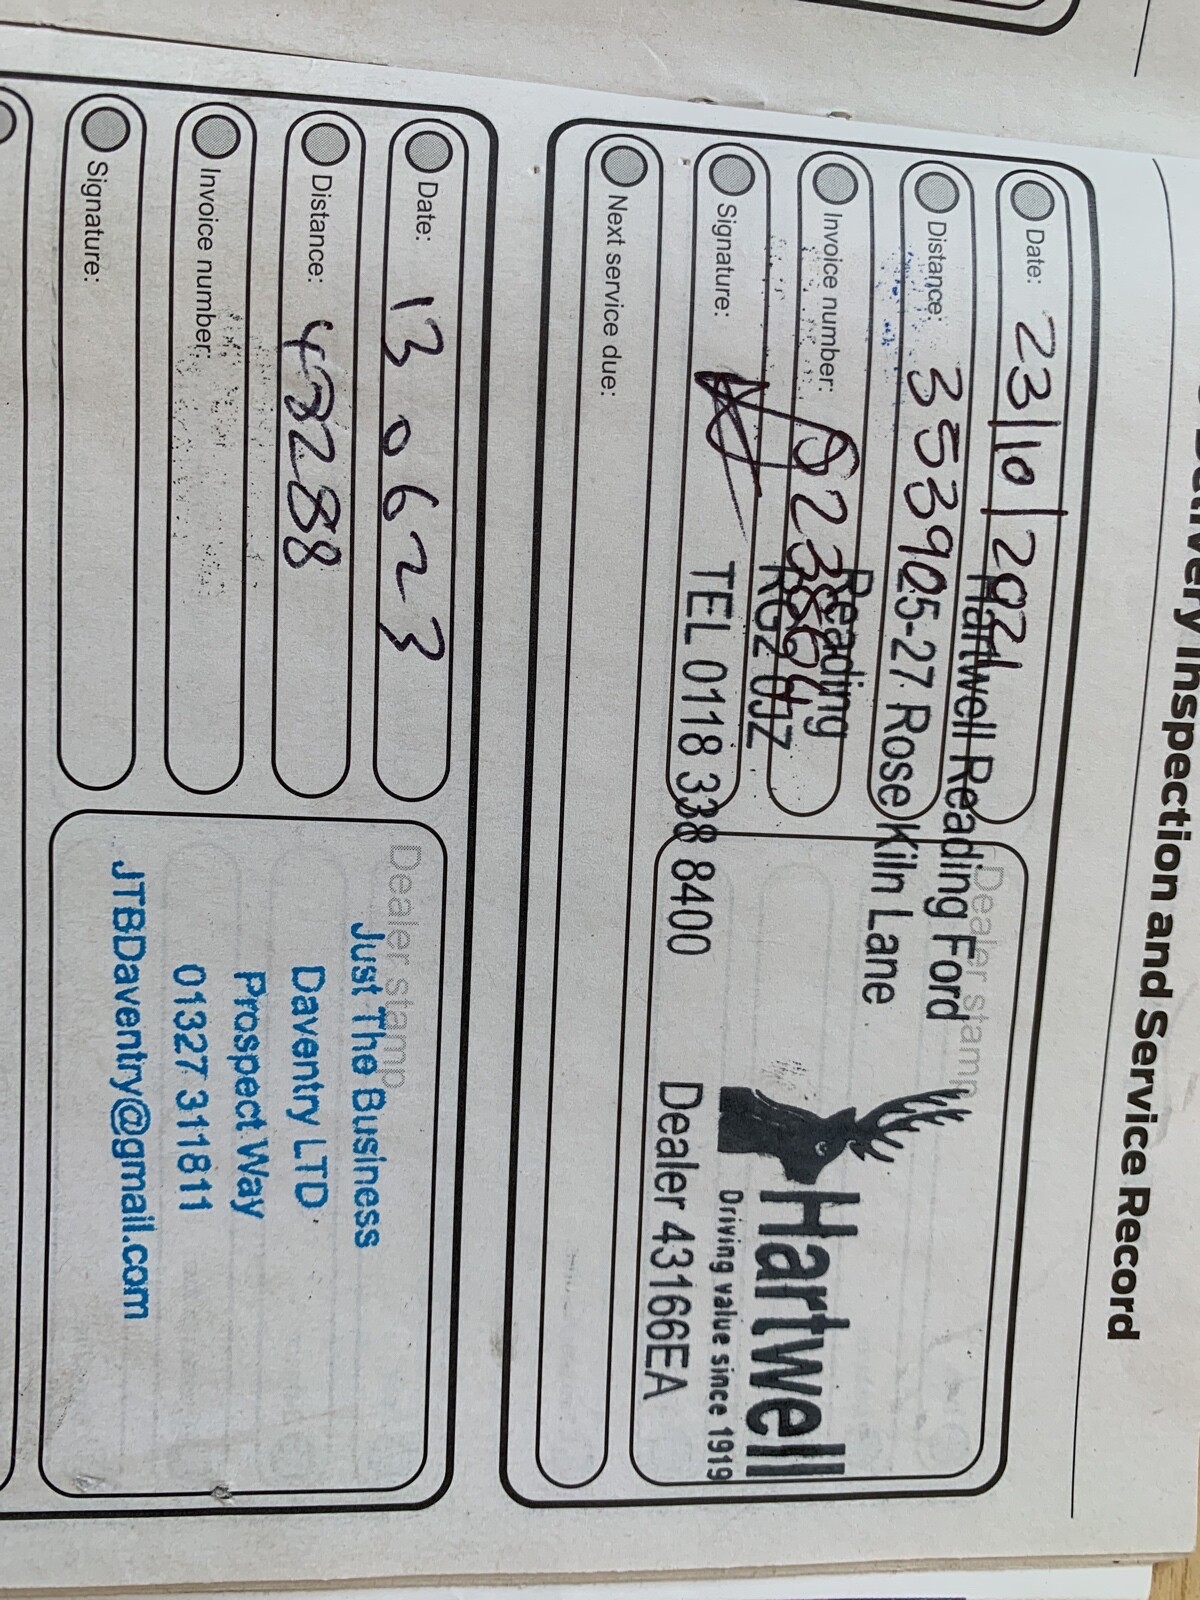 Delivery Inspection and Service Record
Date: 23/10/2021
Distance: 35390
Invoice number:
Signature:
Next service due:
Dealer stamp
Hartwell Reading Ford
5-27 Rose Kiln Lane
Reading
RG2 0JZ
TEL 0118 338 8400
Hartwell
Driving value since 1919
Dealer 43166EA
Date: 13 06 23
Distance: 48288
Invoice number:
Signature:
Dealer stamp
Just The Business
Daventry LTD
Prospect Way
01327 311811
JTBDaventry@gmail.com